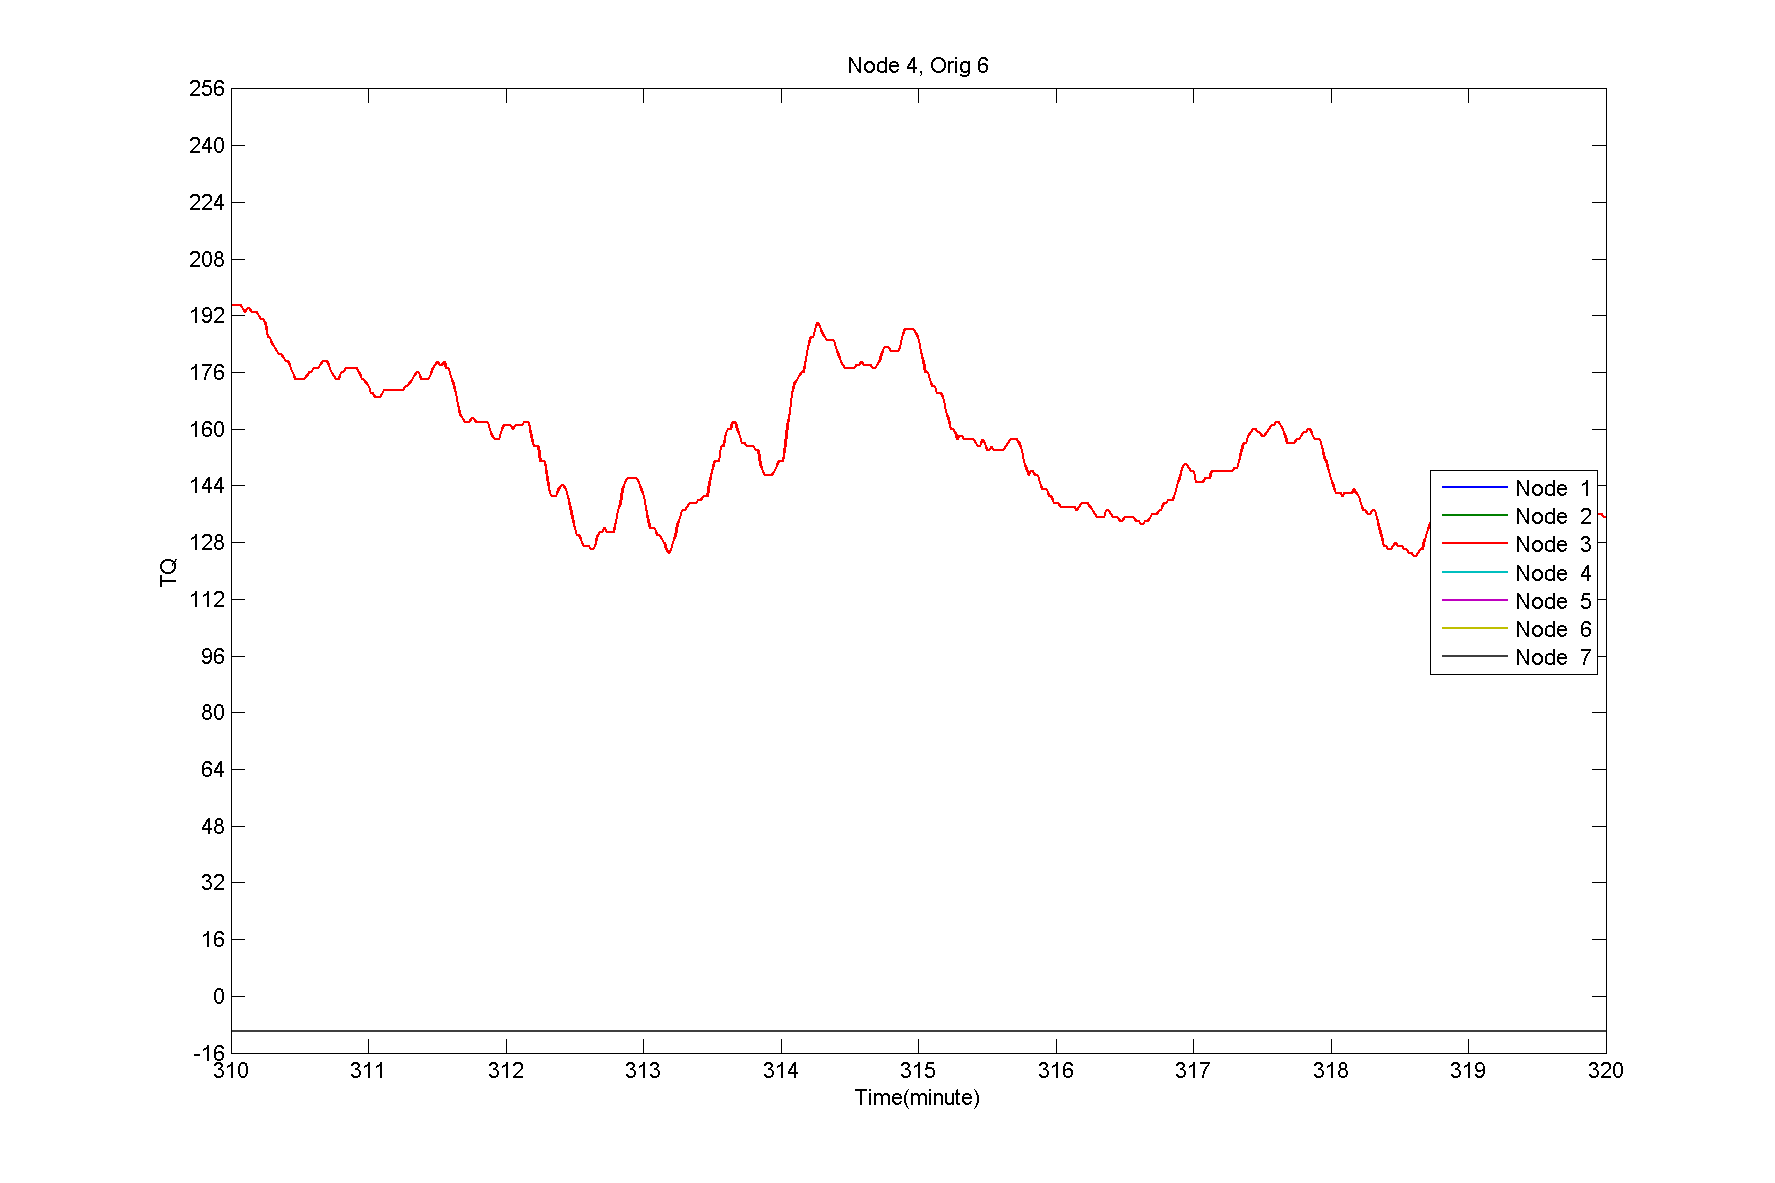 Node 4, Orig 6
256
240
224
208
192
176
160
144
128
112
96
80
64
48
32
16
0
-16
TQ
Node 1
Node 2
Node 3
Node 4
Node 5
Node 6
Node 7
310 311 312 313 314 315 316 317 318 319 320
Time(minute)